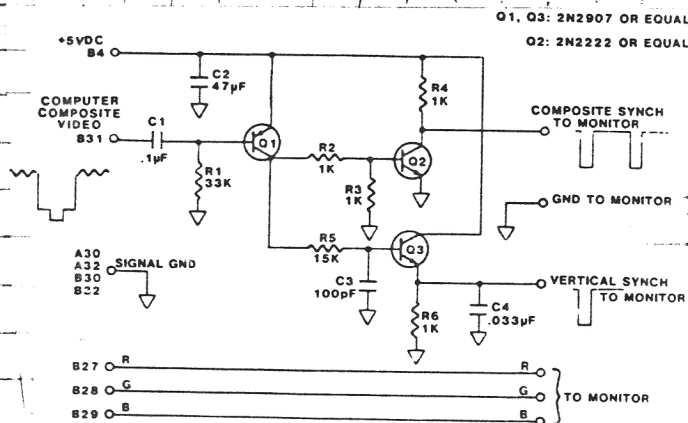 Q1, Q3: 2N2907 OR EQUAL
Q2: 2N2222 OR EQUAL
+5VDC
B4
C2
47µF
R4
1K
COMPUTER
COMPOSITE
VIDEO
B31
C1
.1µF
Q1
R1
33K
R2
1K
R3
1K
Q2
COMPOSITE SYNCH
TO MONITOR
GND TO MONITOR
R5
15K
Q3
C3
100pF
A30
A32
B30
B32
SIGNAL GND
R6
1K
C4
.033µF
VERTICAL SYNCH
TO MONITOR
B27 R R
B28 G G
B29 B B
TO MONITOR